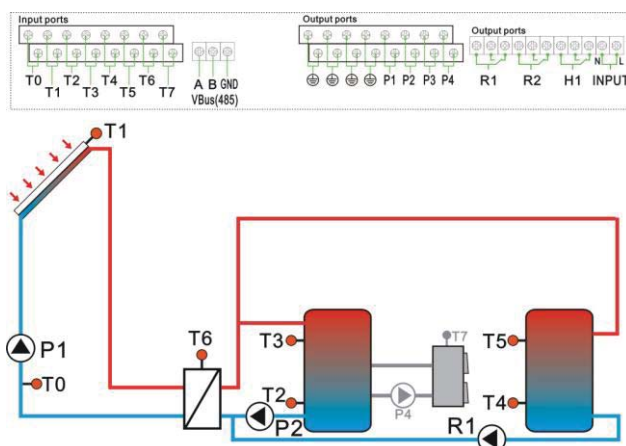 Input ports
T0 T2 T4 T6
T1 T3 T5 T7
A B GND
VBus(485)
Output ports
P1 P2 P3 P4
Output ports
L L L N L
R1 R2 H1 INPUT
T1
P1
T0
T6
T3
T2
P2
T7
P4
T5
T4
R1